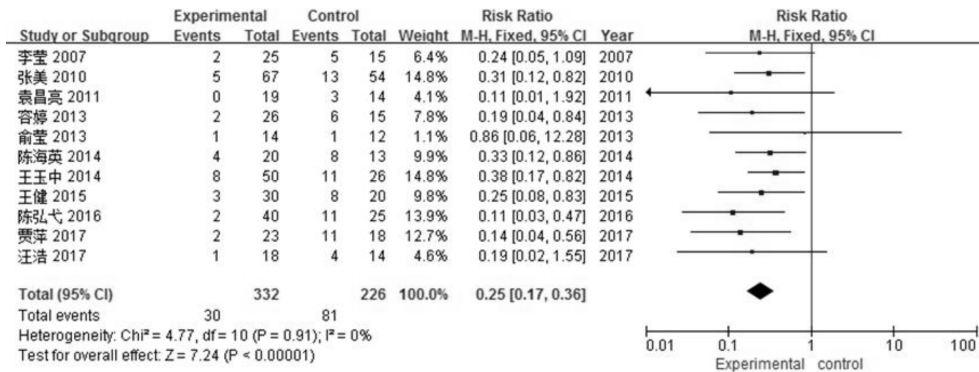 Experimental Control Risk Ratio Risk Ratio
Study or Subgroup Events Total Events Total Weight M-H, Fixed, 95% CI Year M-H, Fixed, 95% CI
李莹 2007 2 25 5 15 6.4% 0.24 [0.05, 1.09] 2007
张美 2010 5 67 13 54 14.8% 0.31 [0.12, 0.82] 2010
袁昌亮 2011 0 19 3 14 4.1% 0.11 [0.01, 1.92] 2011
容婷 2013 2 26 6 15 7.8% 0.19 [0.04, 0.84] 2013
俞莹 2013 1 14 1 12 1.1% 0.86 [0.06, 12.28] 2013
陈海英 2014 4 20 8 13 9.9% 0.33 [0.12, 0.86] 2014
王玉中 2014 8 50 11 26 14.8% 0.38 [0.17, 0.82] 2014
王健 2015 3 30 8 20 9.8% 0.25 [0.08, 0.83] 2015
陈弘弋 2016 2 40 11 25 13.9% 0.11 [0.03, 0.47] 2016
贾萍 2017 2 23 11 18 12.7% 0.14 [0.04, 0.56] 2017
汪浩 2017 1 18 4 14 4.6% 0.19 [0.02, 1.55] 2017
Total (95% CI) 332 226 100.0% 0.25 [0.17, 0.36]
Total events 30 81
Heterogeneity: Chi² = 4.77, df = 10 (P = 0.91); I² = 0%
Test for overall effect: Z = 7.24 (P < 0.00001)
0.01 0.1 1 10 100
Experimental control